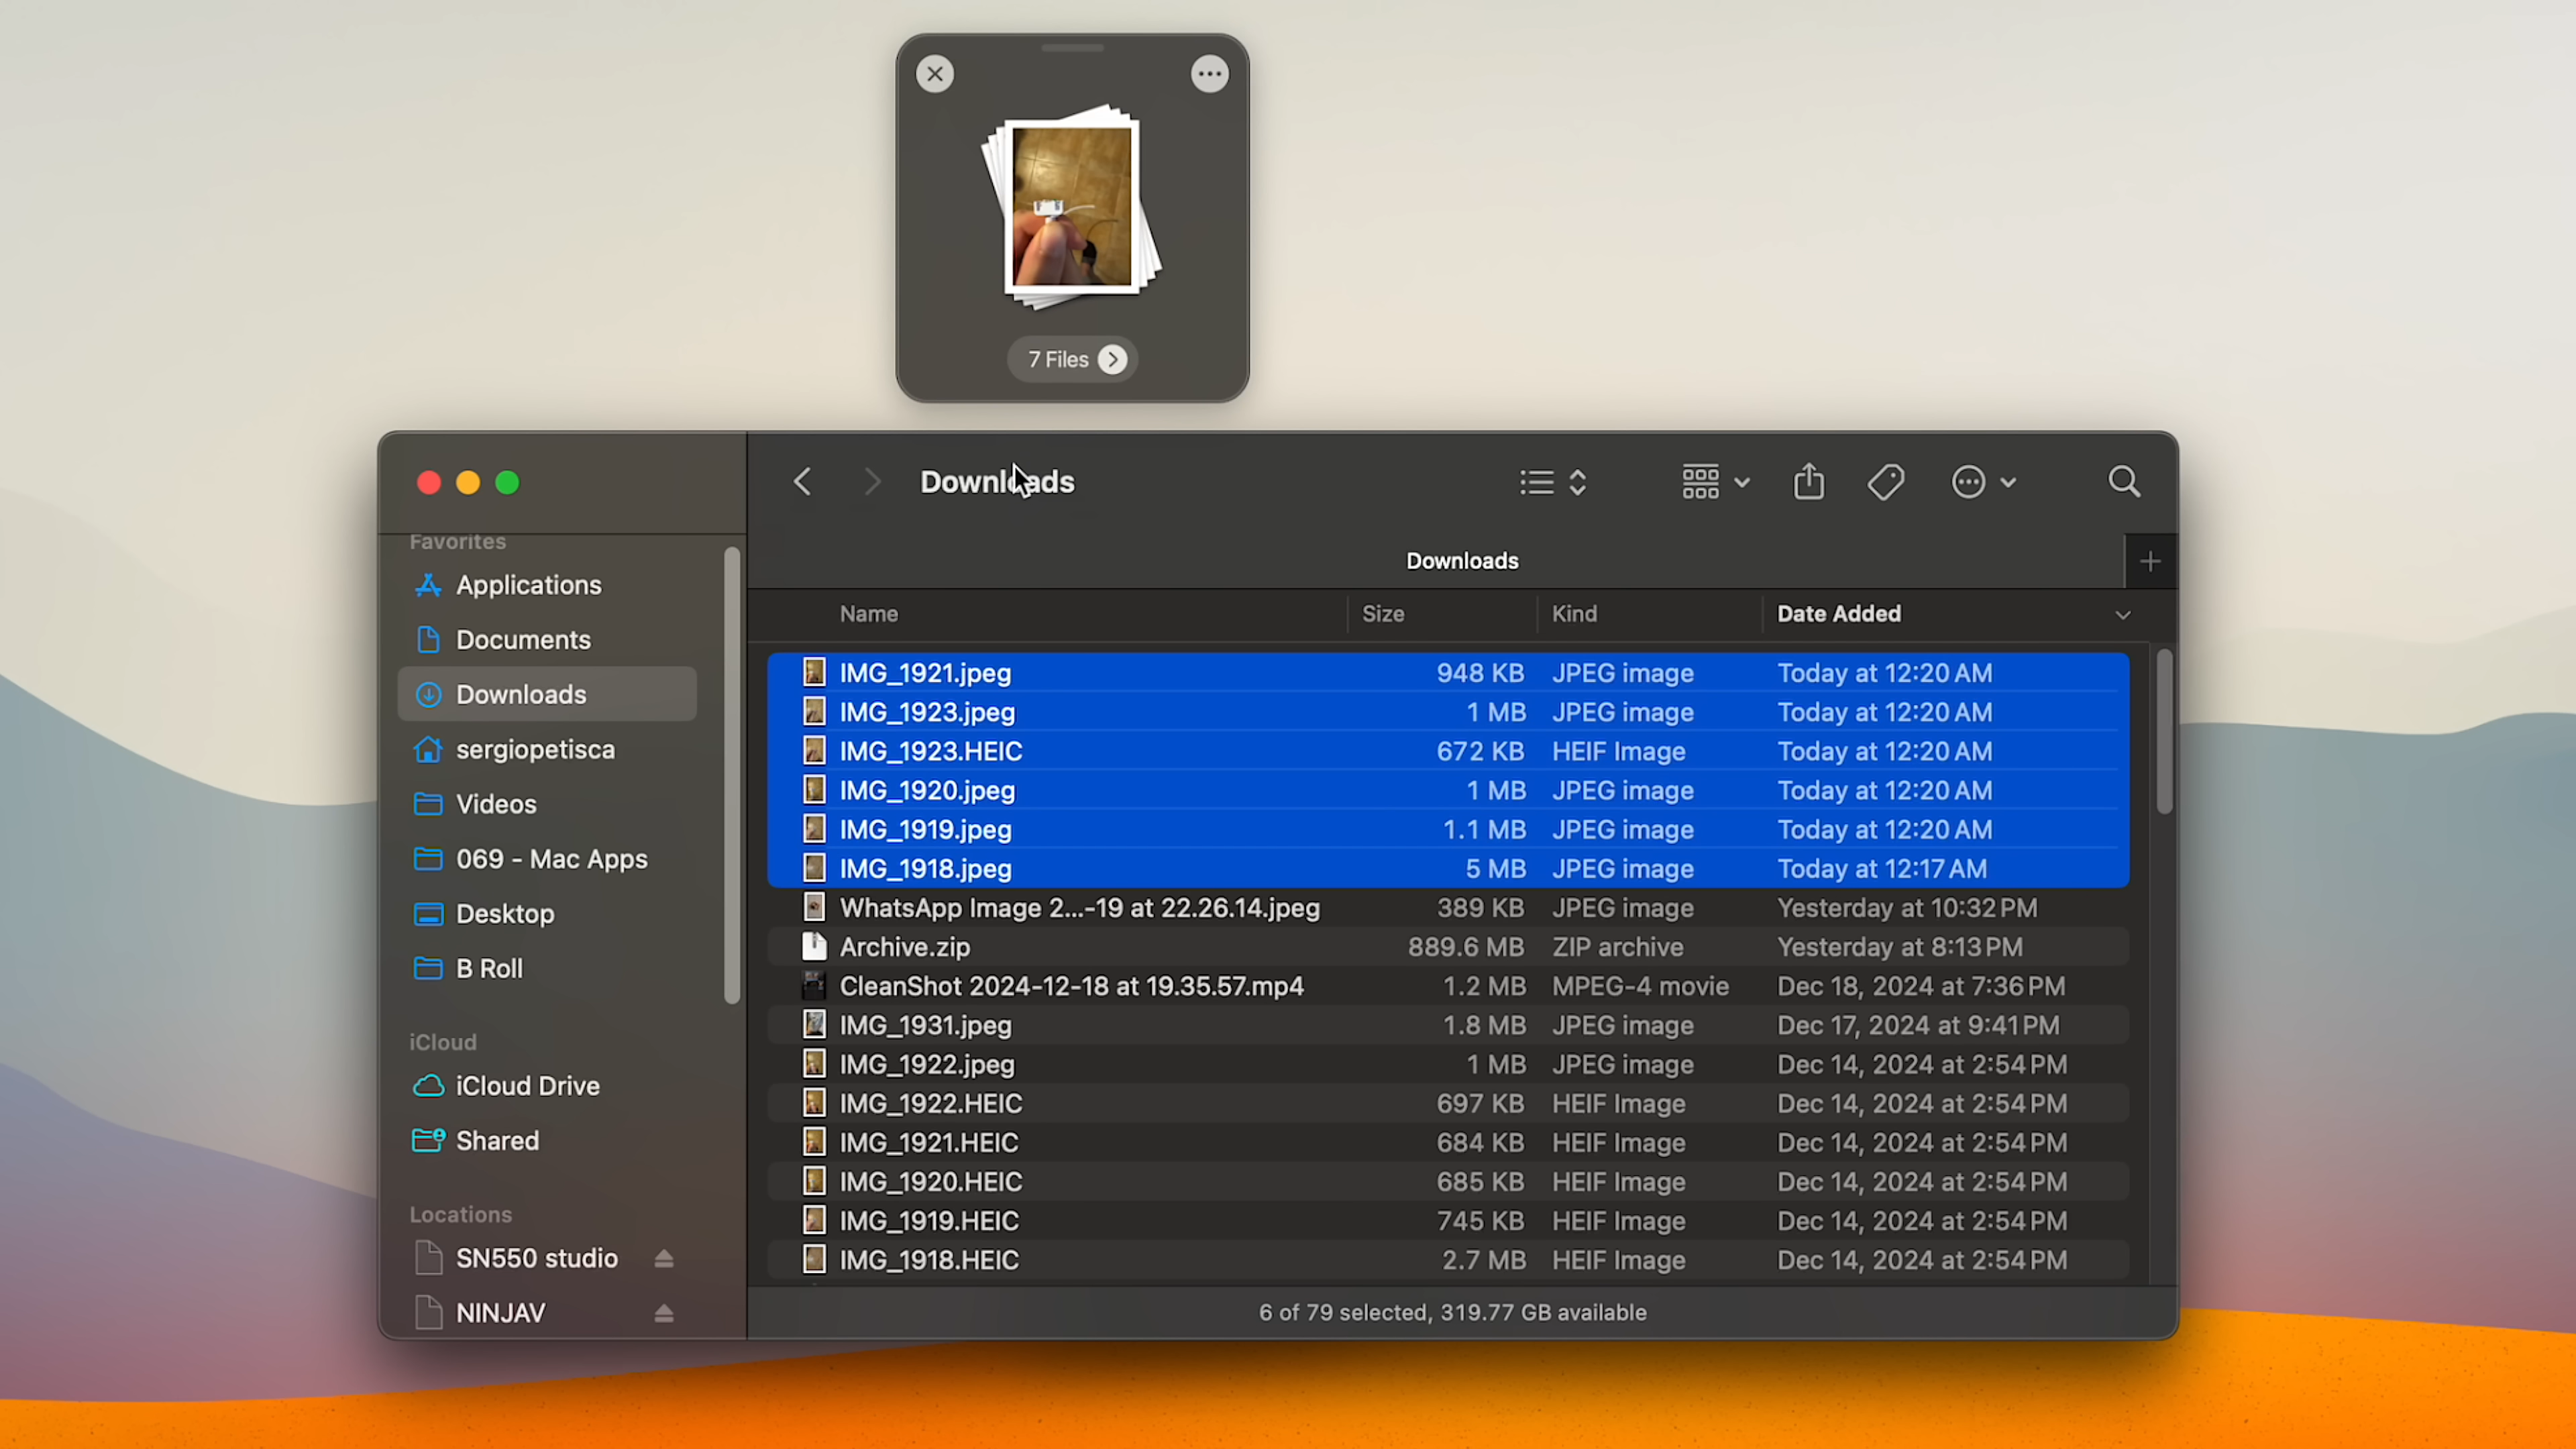 7 Files
Downloads
Favorites
Applications
Documents
Downloads
sergiopetisca
Videos
069 - Mac Apps
Desktop
B Roll
iCloud
iCloud Drive
Shared
Locations
SN550 studio
NINJAV
Downloads
Name Size Kind Date Added
IMG_1921.jpeg 948 KB JPEG image Today at 12:20 AM
IMG_1923.jpeg 1 MB JPEG image Today at 12:20 AM
IMG_1923.HEIC 672 KB HEIF Image Today at 12:20 AM
IMG_1920.jpeg 1 MB JPEG image Today at 12:20 AM
IMG_1919.jpeg 1.1 MB JPEG image Today at 12:20 AM
IMG_1918.jpeg 5 MB JPEG image Today at 12:17 AM
WhatsApp Image 2...-19 at 22.26.14.jpeg 389 KB JPEG image Yesterday at 10:32 PM
Archive.zip 889.6 MB ZIP archive Yesterday at 8:13 PM
CleanShot 2024-12-18 at 19.35.57.mp4 1.2 MB MPEG-4 movie Dec 18, 2024 at 7:36 PM
IMG_1931.jpeg 1.8 MB JPEG image Dec 17, 2024 at 9:41 PM
IMG_1922.jpeg 1 MB JPEG image Dec 14, 2024 at 2:54 PM
IMG_1922.HEIC 697 KB HEIF Image Dec 14, 2024 at 2:54 PM
IMG_1921.HEIC 684 KB HEIF Image Dec 14, 2024 at 2:54 PM
IMG_1920.HEIC 685 KB HEIF Image Dec 14, 2024 at 2:54 PM
IMG_1919.HEIC 745 KB HEIF Image Dec 14, 2024 at 2:54 PM
IMG_1918.HEIC 2.7 MB HEIF Image Dec 14, 2024 at 2:54 PM
6 of 79 selected, 319.77 GB available